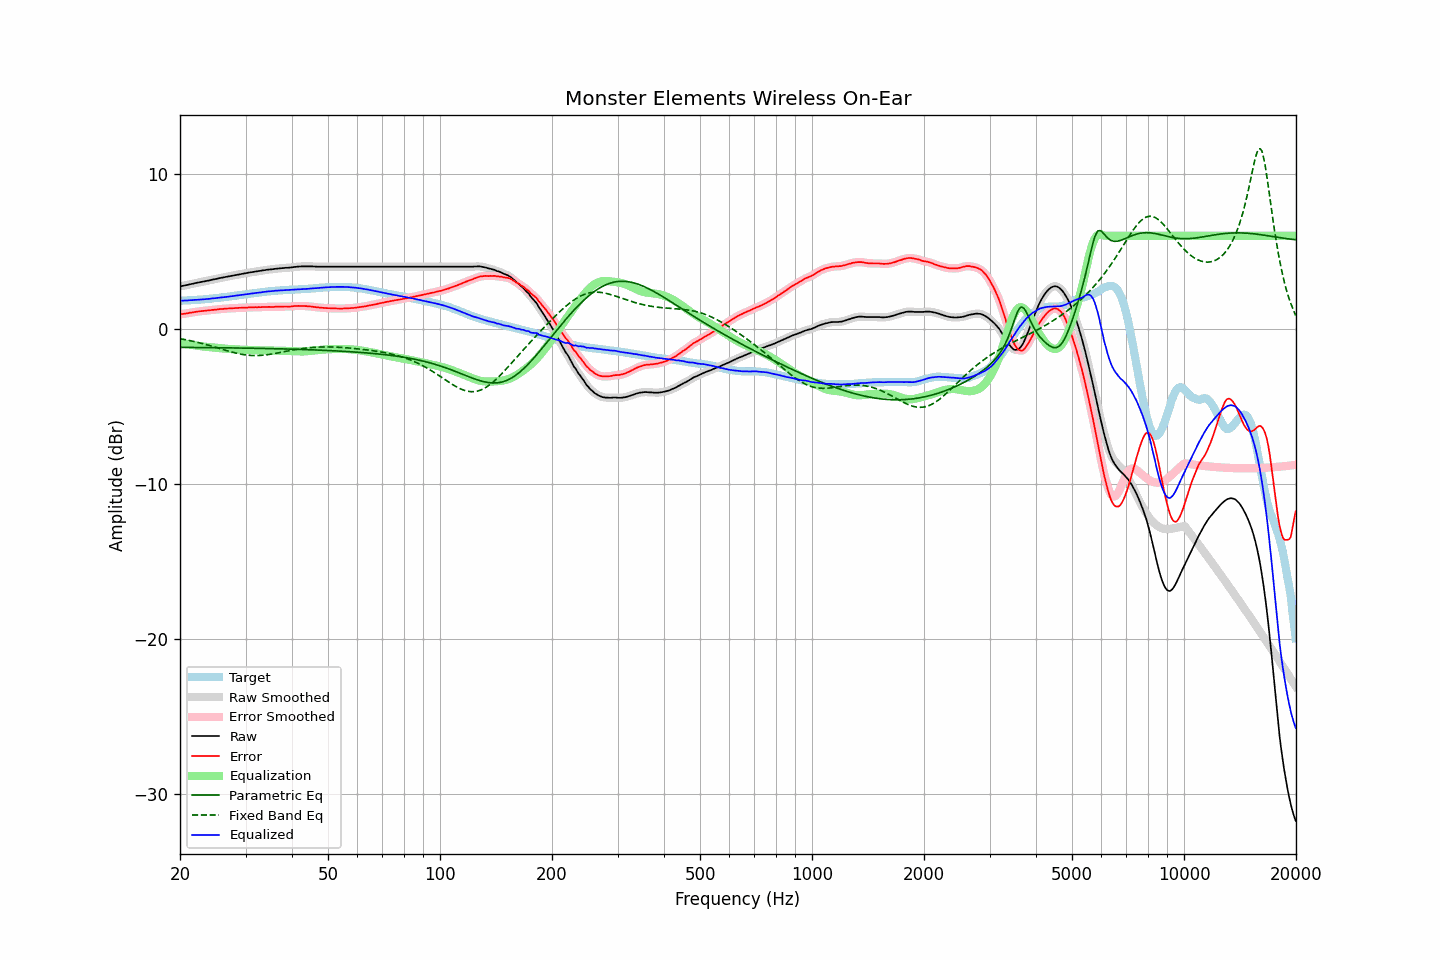 Monster Elements Wireless On-Ear
Amplitude (dBr)
10
0
−10
−20
−30
Target
Raw Smoothed
Error Smoothed
Raw
Error
Equalization
Parametric Eq
Fixed Band Eq
Equalized
20 50 100 200 500 1000 2000 5000 10000 20000
Frequency (Hz)